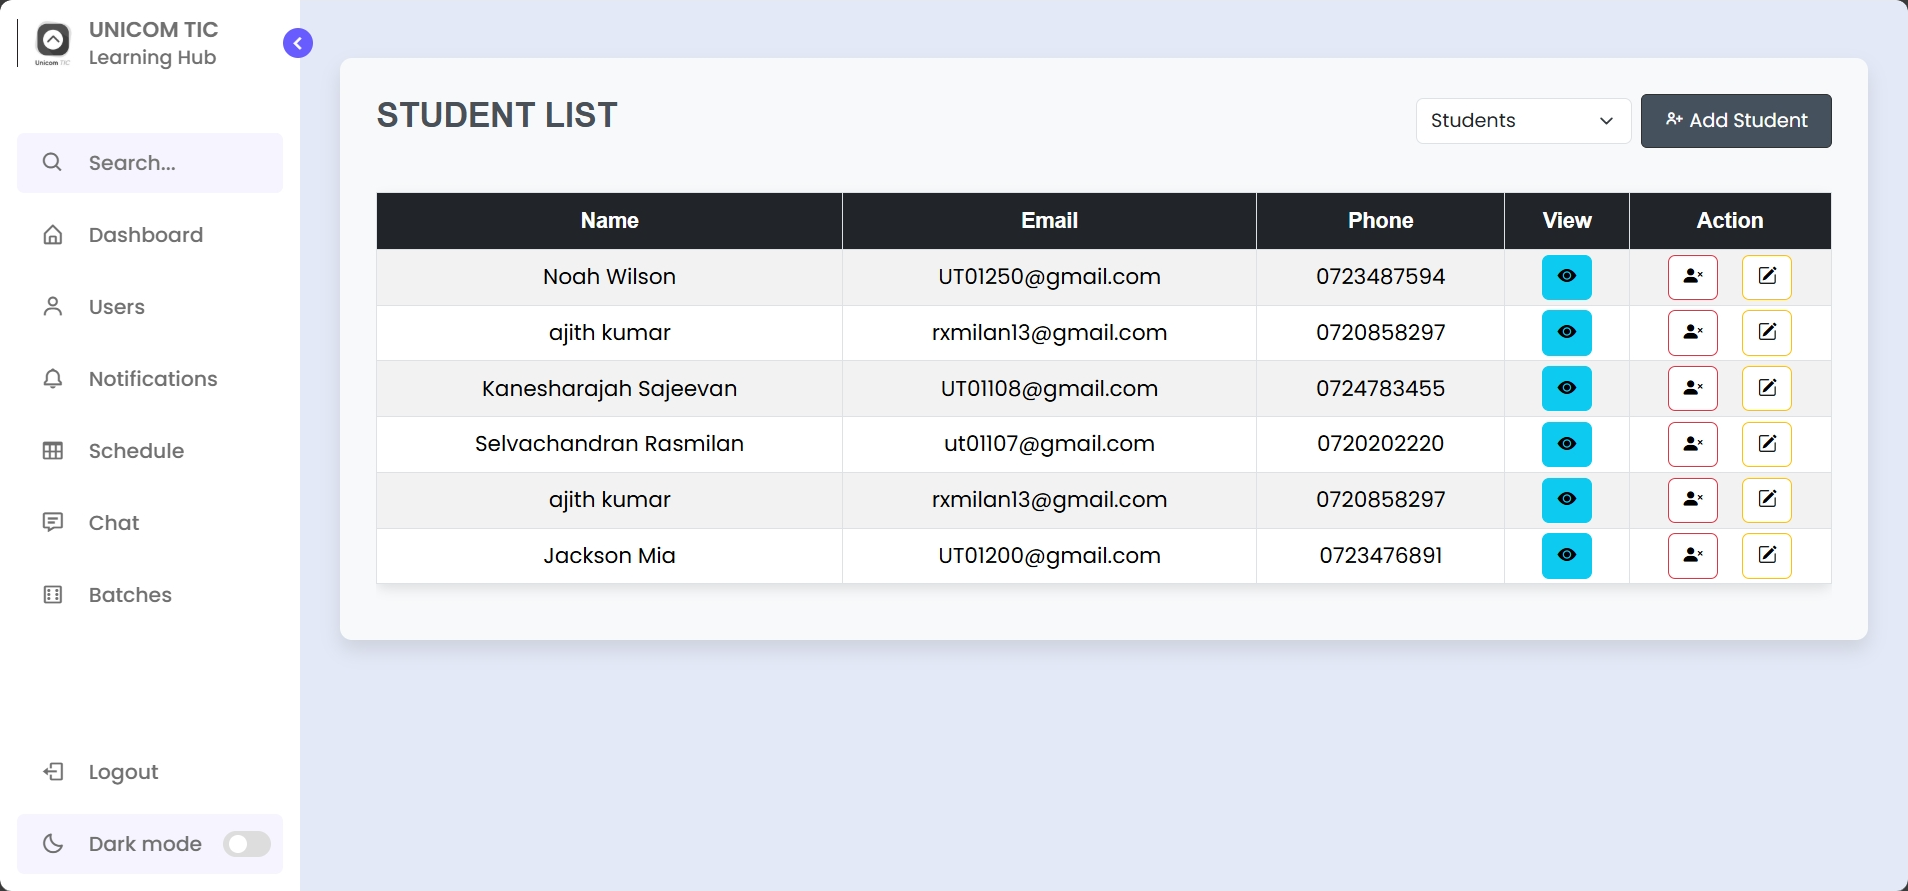 UNICOM TIC
Learning Hub
Unicom TIC
Search...
Dashboard
Users
Notifications
Schedule
Chat
Batches
Logout
Dark mode
STUDENT LIST
Students
Add Student
Name Email Phone View Action
Noah Wilson UT01250@gmail.com 0723487594
ajith kumar rxmilan13@gmail.com 0720858297
Kanesharajah Sajeevan UT01108@gmail.com 0724783455
Selvachandran Rasmilan ut01107@gmail.com 0720202220
ajith kumar rxmilan13@gmail.com 0720858297
Jackson Mia UT01200@gmail.com 0723476891